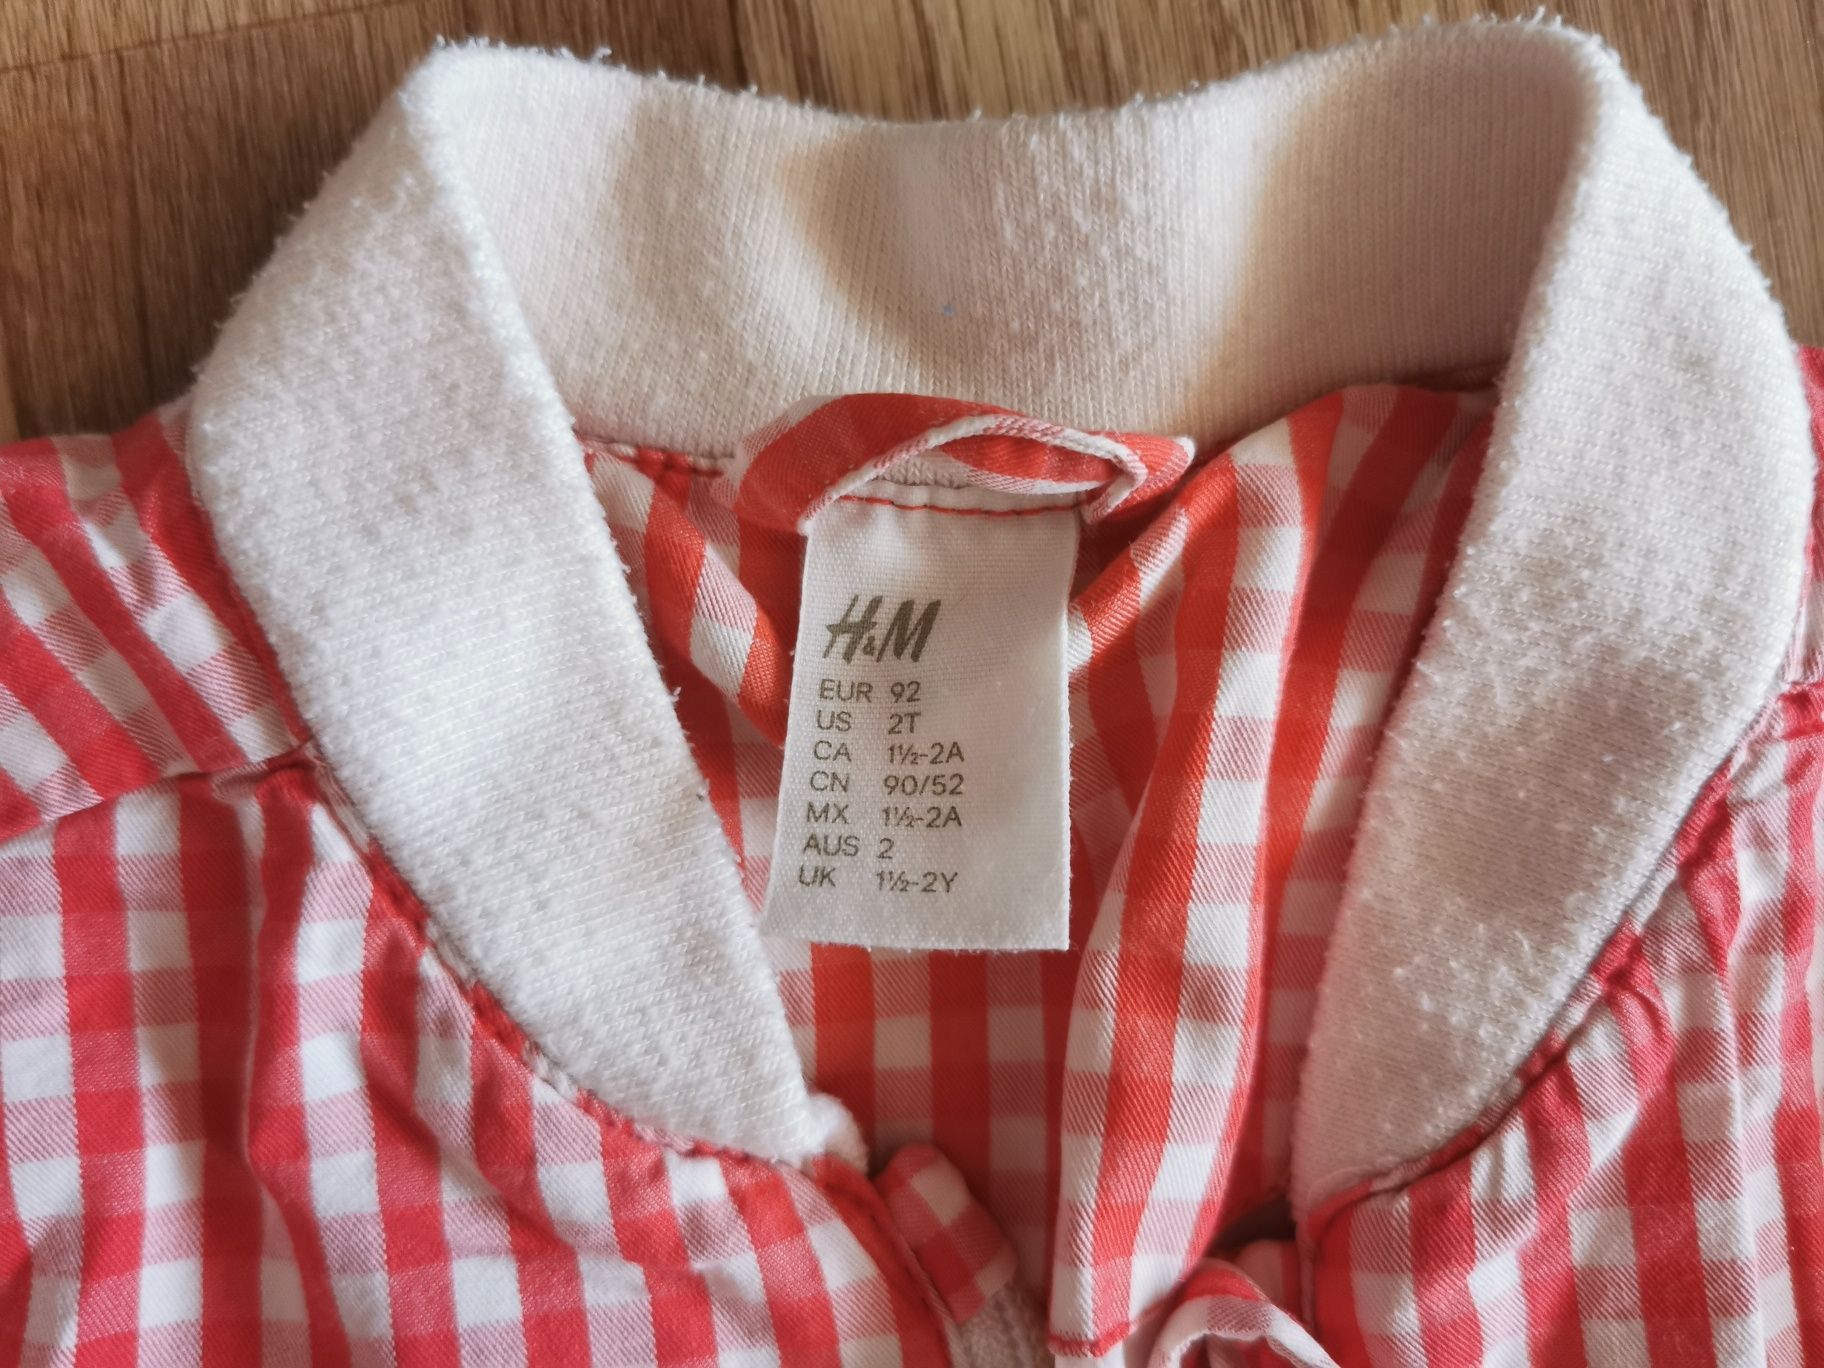 H&M
EUR 92
US 2T
CA 1½-2A
CN 90/52
MX 1½-2A
AUS 2
UK 1½-2Y